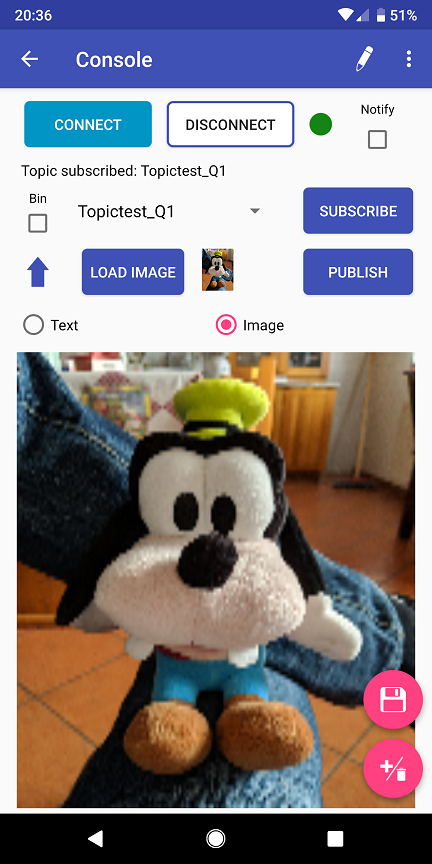 20:36
51%
Console
CONNECT
DISCONNECT
Notify
Topic subscribed: Topictest_Q1
Bin
Topictest_Q1
SUBSCRIBE
LOAD IMAGE
PUBLISH
Text
Image